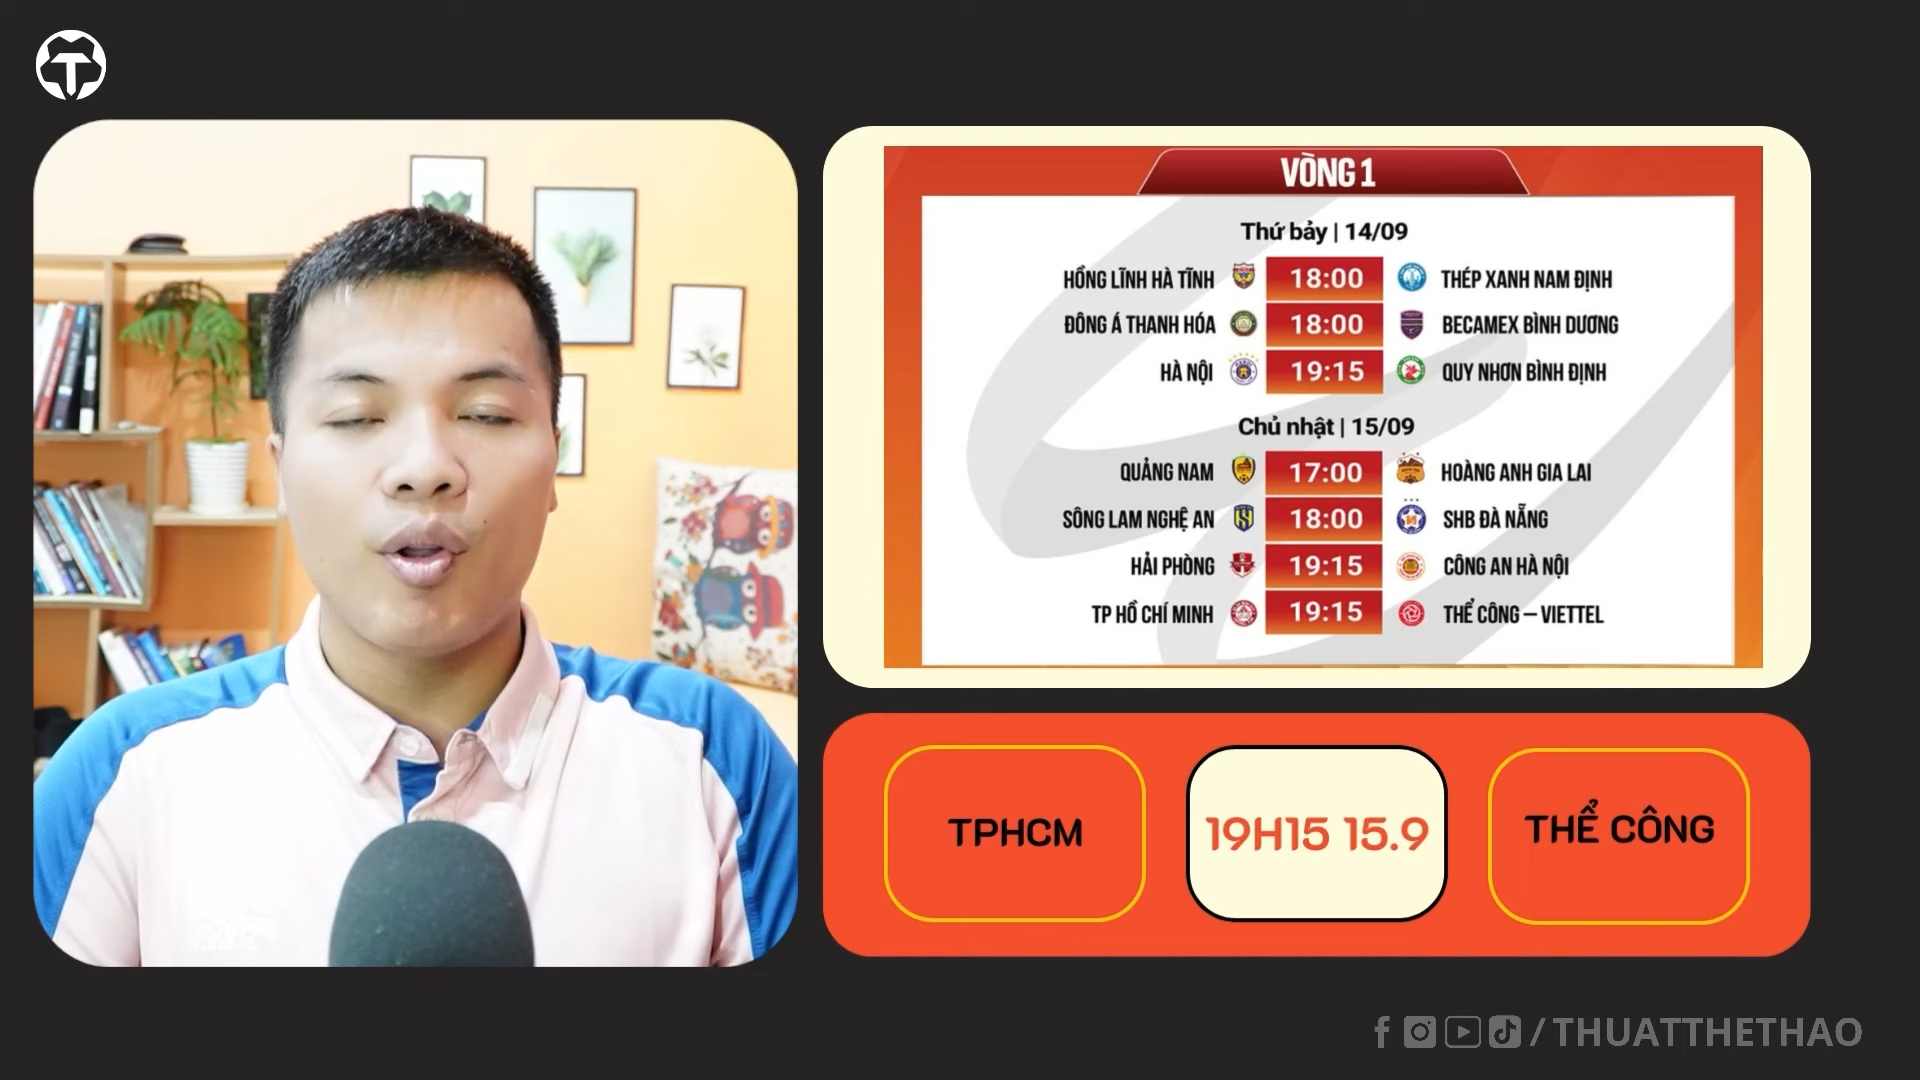 VÒNG 1
Thứ bảy | 14/09
HỒNG LĨNH HÀ TĨNH 18:00 THÉP XANH NAM ĐỊNH
ĐÔNG Á THANH HÓA 18:00 BECAMEX BÌNH DƯƠNG
HÀ NỘI 19:15 QUY NHƠN BÌNH ĐỊNH
Chủ nhật | 15/09
QUẢNG NAM 17:00 HOÀNG ANH GIA LAI
SÔNG LAM NGHỆ AN 18:00 SHB ĐÀ NẴNG
HẢI PHÒNG 19:15 CÔNG AN HÀ NỘI
TP HỒ CHÍ MINH 19:15 THỂ CÔNG – VIETTEL
TPHCM 19H15 15.9 THỂ CÔNG
/THUATTHETHAO